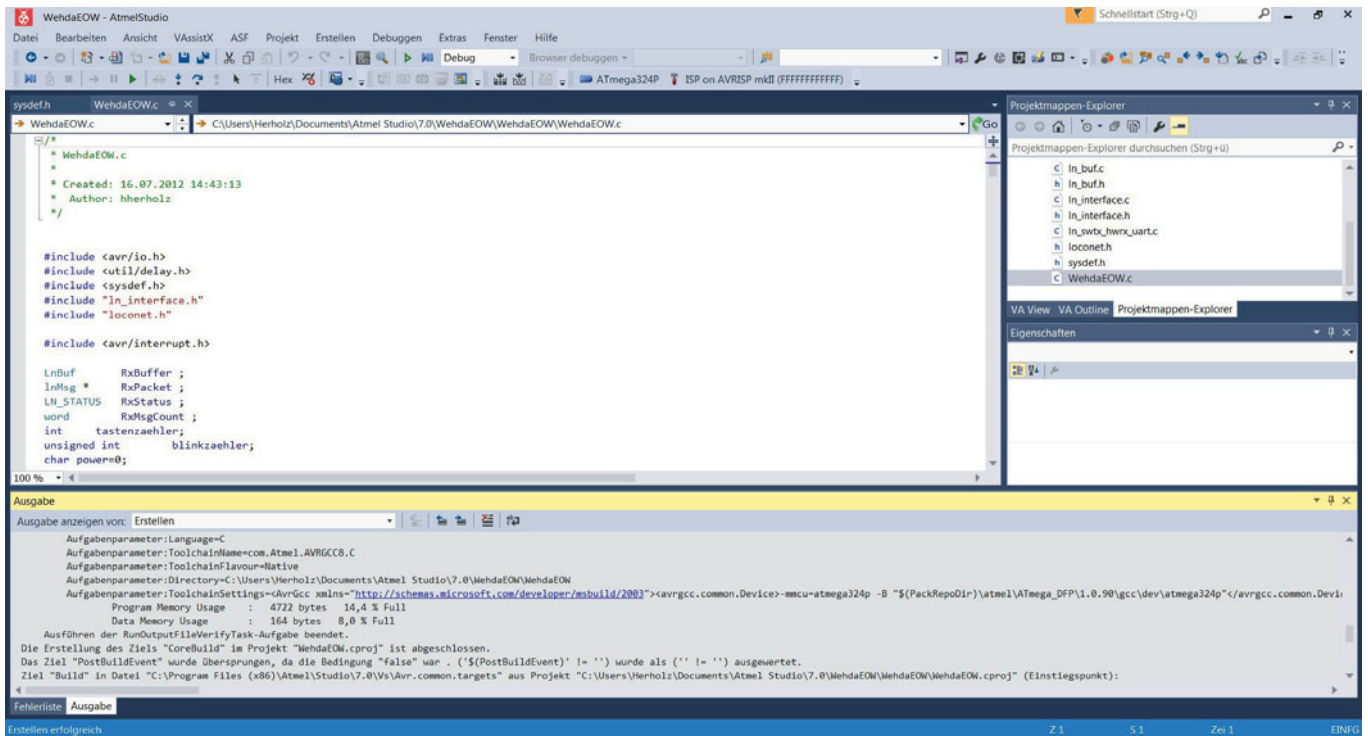 WehdaEOW - AtmelStudio
Schnellstart (Strg+Q)
Datei Bearbeiten Ansicht VAssistX ASF Projekt Erstellen Debuggen Extras Fenster Hilfe
Debug Browser debuggen
Hex ATmega324P ISP on AVRISP mkII (FFFFFFFFFFFF)
sysdef.h WehdaEOW.c
WehdaEOW.c C:\Users\Herholz\Documents\Atmel Studio\7.0\WehdaEOW\WehdaEOW\WehdaEOW.c Go
/*
* WehdaEOW.c
*
* Created: 16.07.2012 14:43:13
* Author: hherholz
*/
#include <avr/io.h>
#include <util/delay.h>
#include <sysdef.h>
#include "ln_interface.h"
#include "loconet.h"
#include <avr/interrupt.h>
LnBuf RxBuffer ;
lnMsg * RxPacket ;
LN_STATUS RxStatus ;
word RxMsgCount ;
int tastenzaehler;
unsigned int blinkzaehler;
char power=0;
100 %
Projektmappen-Explorer
Projektmappen-Explorer durchsuchen (Strg+ü)
c ln_buf.c
h ln_buf.h
c ln_interface.c
h ln_interface.h
c ln_swtx_hwrx_uart.c
h loconet.h
h sysdef.h
c WehdaEOW.c
VA View VA Outline Projektmappen-Explorer
Eigenschaften
Ausgabe
Ausgabe anzeigen von: Erstellen
Aufgabenparameter:Language=C
Aufgabenparameter:ToolchainName=com.Atmel.AVRGCC8.C
Aufgabenparameter:ToolchainFlavour=Native
Aufgabenparameter:Directory=C:\Users\Herholz\Documents\Atmel Studio\7.0\WehdaEOW\WehdaEOW
Aufgabenparameter:ToolchainSettings=<AvrGcc xmlns="http://schemas.microsoft.com/developer/msbuild/2003"><avrgcc.common.Device>-mmcu=atmega324p -B "$(PackRepoDir)\atmel\ATmega_DFP\1.0.90\gcc\dev\atmega324p"</avrgcc.common.Devi
Program Memory Usage : 4722 bytes 14,4 % Full
Data Memory Usage : 164 bytes 8,0 % Full
Ausführen der RunOutputFileVerifyTask-Aufgabe beendet.
Die Erstellung des Ziels "CoreBuild" im Projekt "WehdaEOW.cproj" ist abgeschlossen.
Das Ziel "PostBuildEvent" wurde übersprungen, da die Bedingung "false" war . ('$(PostBuildEvent)' != '') wurde als ('' != '') ausgewertet.
Ziel "Build" in Datei "C:\Program Files (x86)\Atmel\Studio\7.0\Vs\Avr.common.targets" aus Projekt "C:\Users\Herholz\Documents\Atmel Studio\7.0\WehdaEOW\WehdaEOW\WehdaEOW.cproj" (Einstiegspunkt):
Fehlerliste Ausgabe
Erstellen erfolgreich Z 1 S 1 Zei 1 EINFG